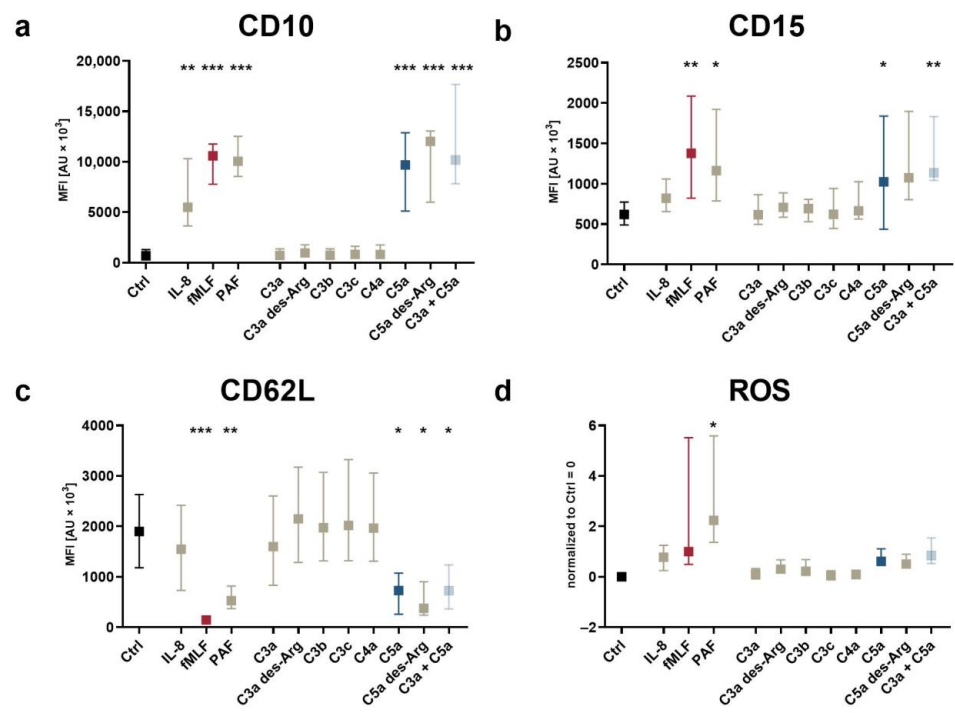 a
CD10
MFI [AU × 10³]
20,000
15,000
10,000
5000
0
** *** *** *** *** ***
Ctrl
IL-8
fMLF
PAF
C3a
C3a des-Arg
C3b
C3c
C4a
C5a
C5a des-Arg
C3a + C5a
b
CD15
MFI [AU × 10³]
2500
2000
1500
1000
500
0
** * * **
Ctrl
IL-8
fMLF
PAF
C3a
C3a des-Arg
C3b
C3c
C4a
C5a
C5a des-Arg
C3a + C5a
c
CD62L
MFI [AU × 10³]
4000
3000
2000
1000
0
*** ** * * *
Ctrl
IL-8
fMLF
PAF
C3a
C3a des-Arg
C3b
C3c
C4a
C5a
C5a des-Arg
C3a + C5a
d
ROS
normalized to Ctrl = 0
6
4
2
0
–2
*
Ctrl
IL-8
fMLF
PAF
C3a
C3a des-Arg
C3b
C3c
C4a
C5a
C5a des-Arg
C3a + C5a